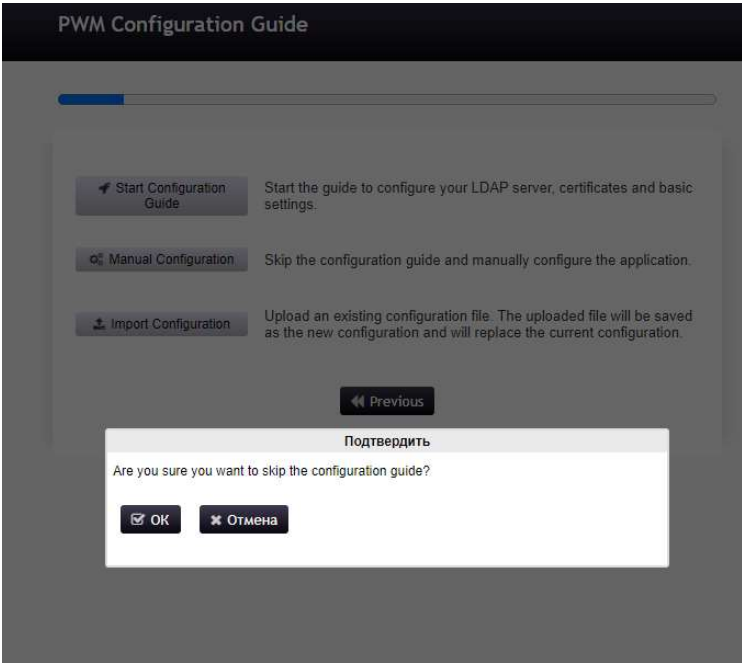 PWM Configuration Guide
Start Configuration
Guide
Start the guide to configure your LDAP server, certificates and basic
settings.
Manual Configuration
Skip the configuration guide and manually configure the application.
Import Configuration
Upload an existing configuration file. The uploaded file will be saved
as the new configuration and will replace the current configuration.
Previous
Подтвердить
Are you sure you want to skip the configuration guide?
ОК
Отмена